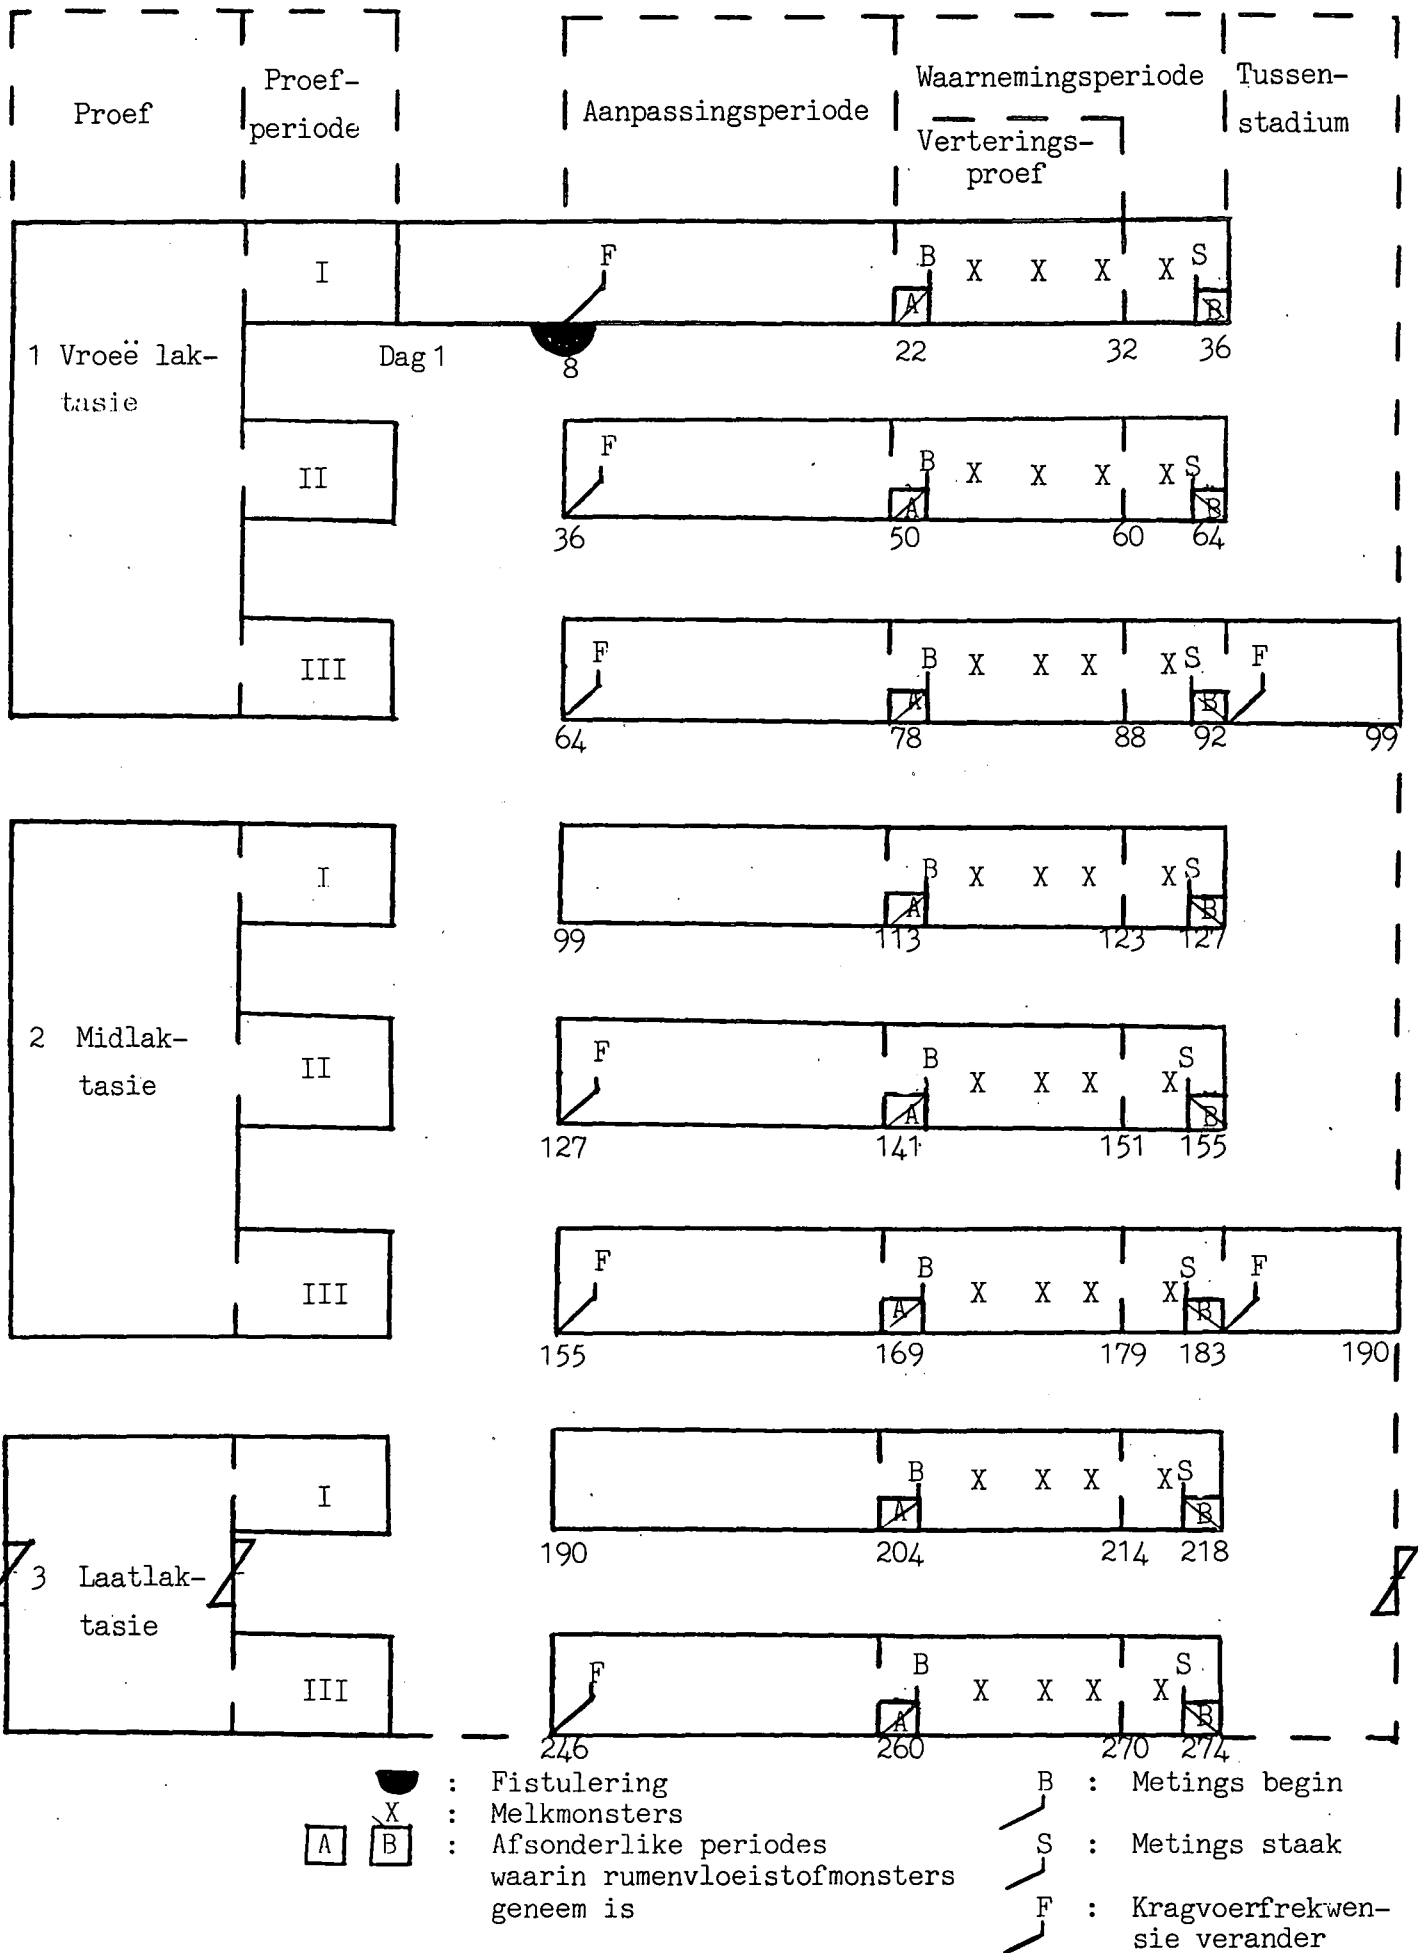 Proef
Proef-
periode
Aanpassingsperiode
Waarnemingsperiode
Verterings-
proef
Tussen-
stadium
1 Vroeë lak-
tasie
I
F
A
B
X X X X
S
B
Dag 1
8
22
32
36
II
F
A
B
X X X X
S
B
36
50
60
64
III
F
A
B
X X X X
S
B
F
64
78
88
92
99
2 Midlak-
tasie
I
A
B
X X X X
S
B
99
113
123
127
II
F
A
B
X X X X
S
B
127
141
151
155
III
F
A
B
X X X X
S
B
F
155
169
179
183
190
3 Laatlak-
tasie
I
A
B
X X X X
S
B
190
204
214
218
III
F
A
B
X X X X
S
B
246
260
270
274
: Fistulering
X : Melkmonsters
A B : Afsonderlike periodes
waarin rumenvloeistofmonsters
geneem is
B : Metings begin
S : Metings staak
F : Kragvoerfrekwen-
sie verander